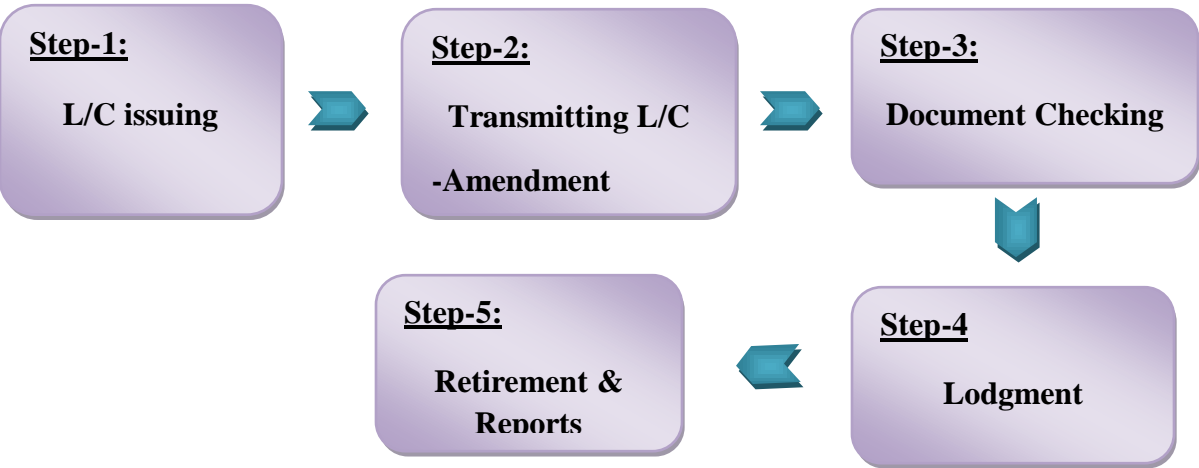 Step-1:
L/C issuing
Step-2:
Transmitting L/C
-Amendment
Step-3:
Document Checking
Step-4
Lodgment
Step-5:
Retirement &
Reports